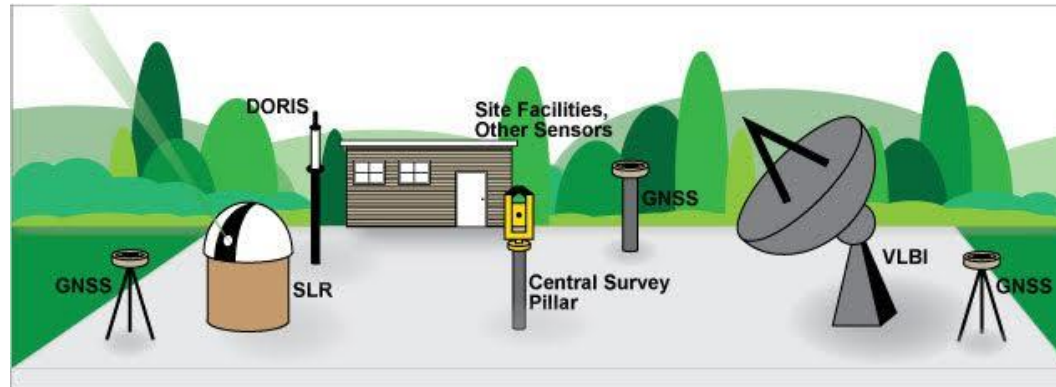 DORIS
Site Facilities,
Other Sensors
GNSS
GNSS
SLR
Central Survey
Pillar
VLBI
GNSS